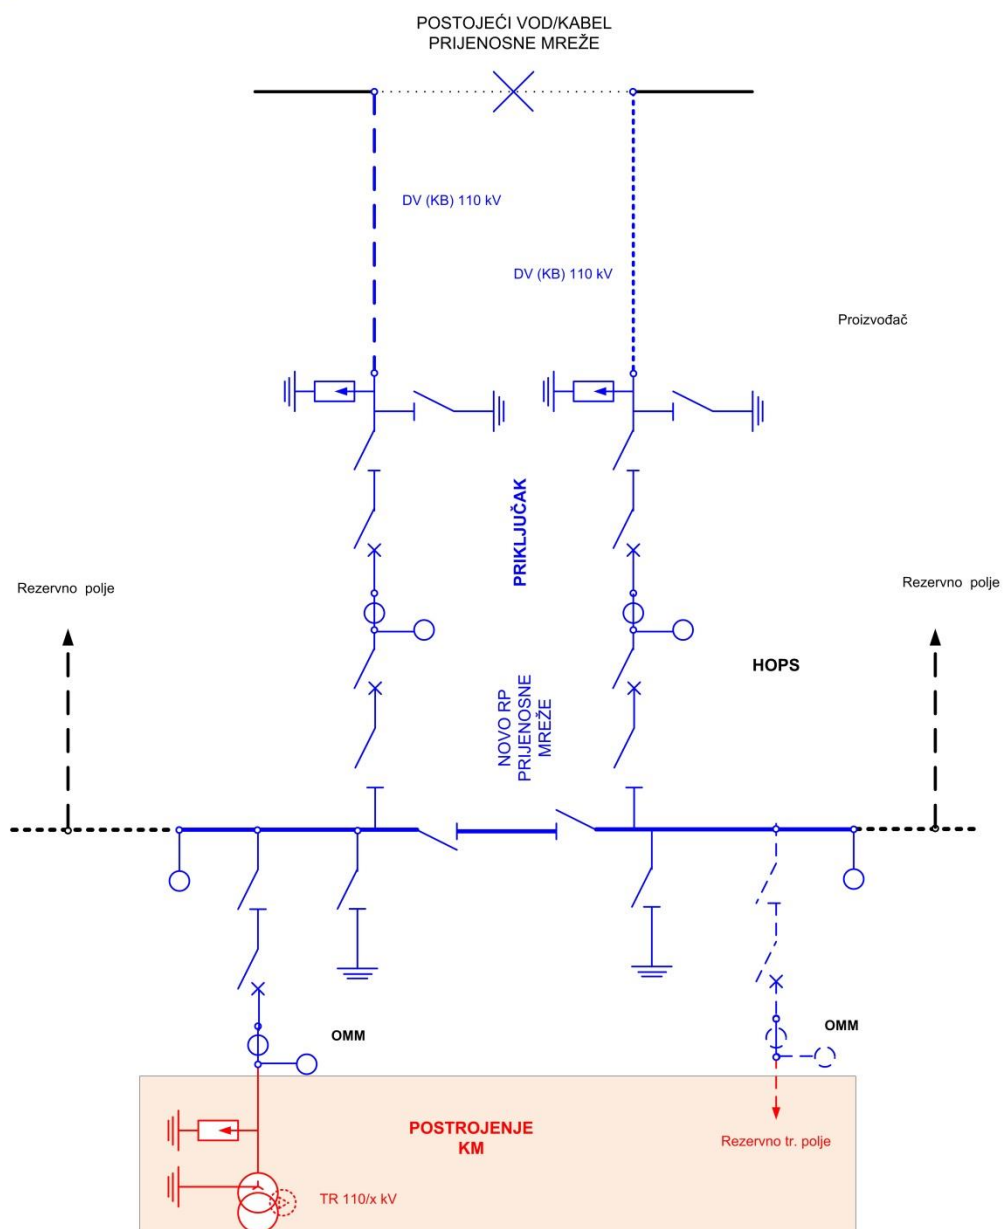 POSTOJEĆI VOD/KABEL
PRIJENOSNE MREŽE
DV (KB) 110 kV
DV (KB) 110 kV
Proizvođač
PRIKLJUČAK
Rezervno polje
Rezervno polje
HOPS
NOVO RP
PRIJENOSNE
MREŽE
OMM
OMM
POSTROJENJE
KM
Rezervno tr. polje
TR 110/x kV